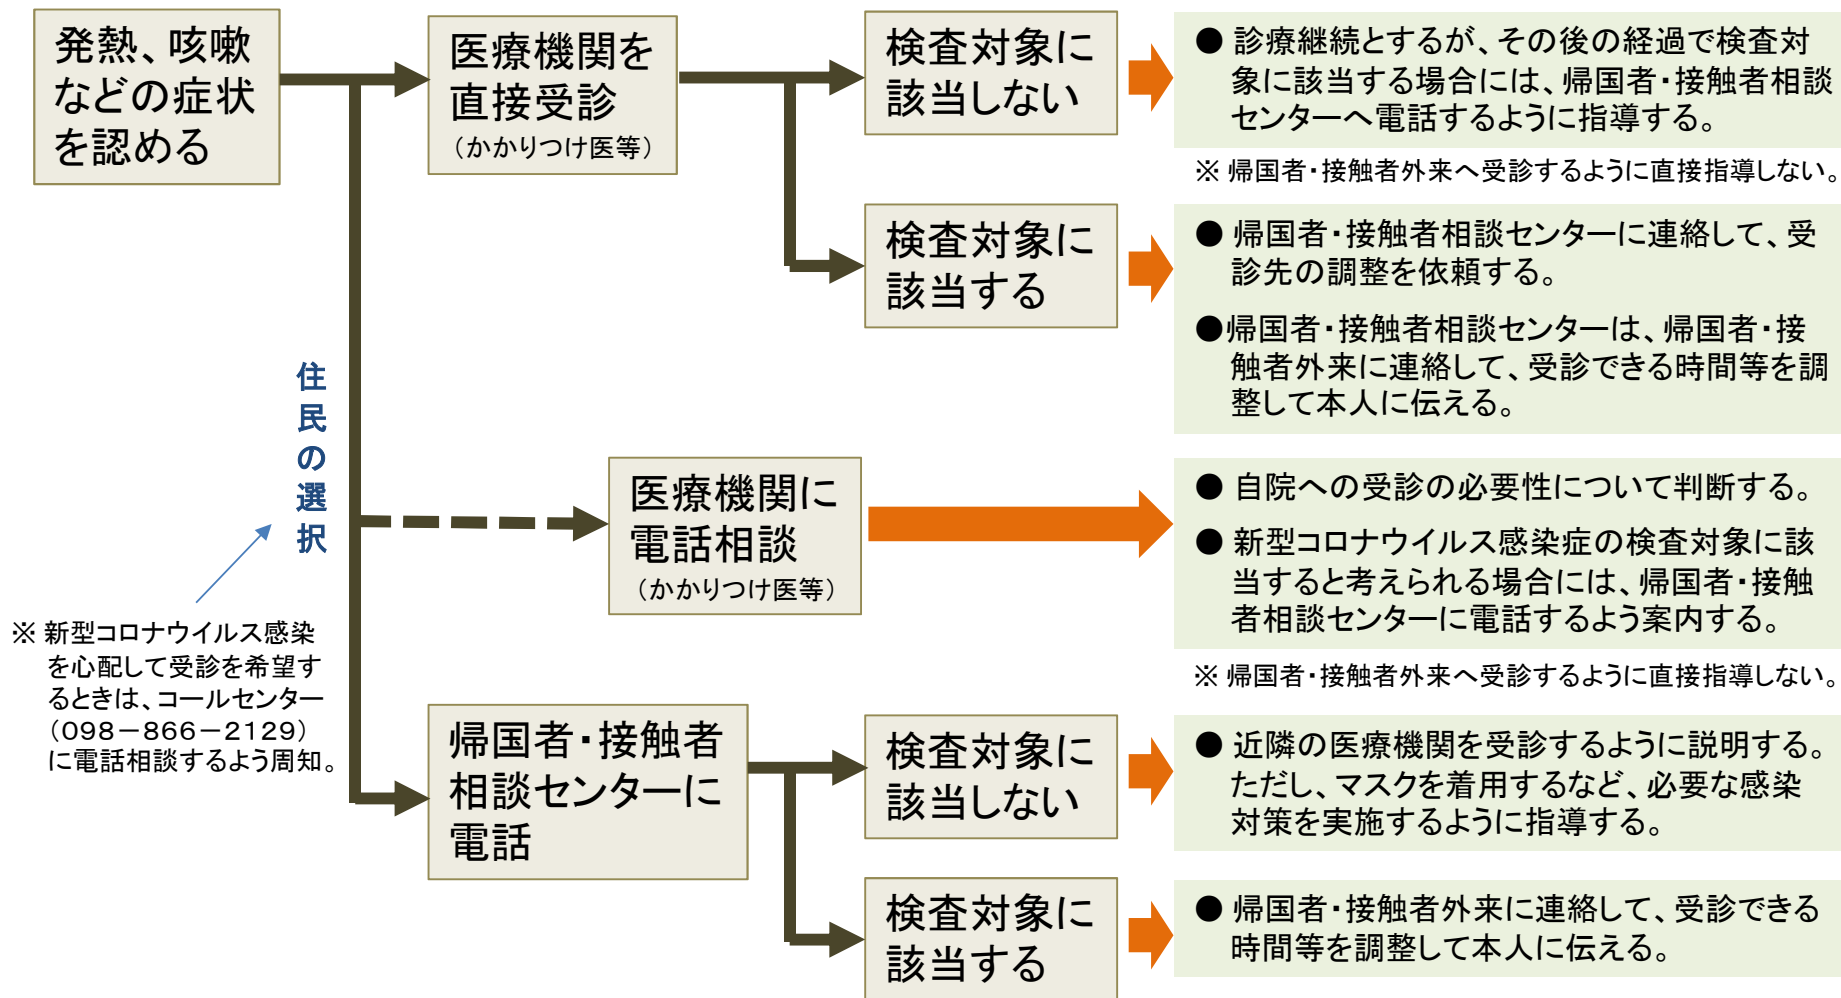 発熱、咳嗽
などの症状
を認める
医療機関を
直接受診
（かかりつけ医等）
検査対象に
該当しない
● 診療継続とするが、その後の経過で検査対
象に該当する場合には、帰国者・接触者相談
センターへ電話するように指導する。
※ 帰国者・接触者外来へ受診するように直接指導しない。
検査対象に
該当する
● 帰国者・接触者相談センターに連絡して、受
診先の調整を依頼する。
●帰国者・接触者相談センターは、帰国者・接
触者外来に連絡して、受診できる時間等を調
整して本人に伝える。
住民の選択
※ 新型コロナウイルス感染
を心配して受診を希望す
るときは、コールセンター
（098－866－2129）
に電話相談するよう周知。
医療機関に
電話相談
（かかりつけ医等）
● 自院への受診の必要性について判断する。
● 新型コロナウイルス感染症の検査対象に該
当すると考えられる場合には、帰国者・接触
者相談センターに電話するよう案内する。
※ 帰国者・接触者外来へ受診するように直接指導しない。
帰国者・接触者
相談センターに
電話
検査対象に
該当しない
● 近隣の医療機関を受診するように説明する。
ただし、マスクを着用するなど、必要な感染
対策を実施するように指導する。
検査対象に
該当する
● 帰国者・接触者外来に連絡して、受診できる
時間等を調整して本人に伝える。